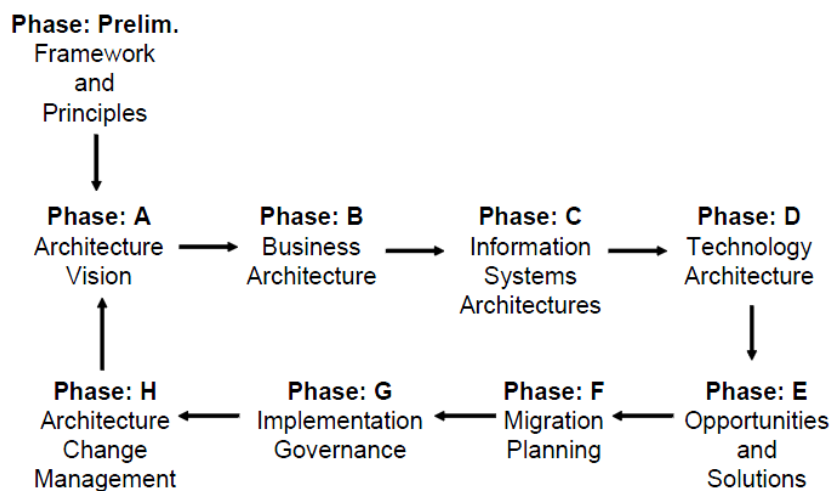 Phase: Prelim.
Framework
and
Principles
Phase: A
Architecture
Vision
Phase: B
Business
Architecture
Phase: C
Information
Systems
Architectures
Phase: D
Technology
Architecture
Phase: E
Opportunities
and
Solutions
Phase: F
Migration
Planning
Phase: G
Implementation
Governance
Phase: H
Architecture
Change
Management